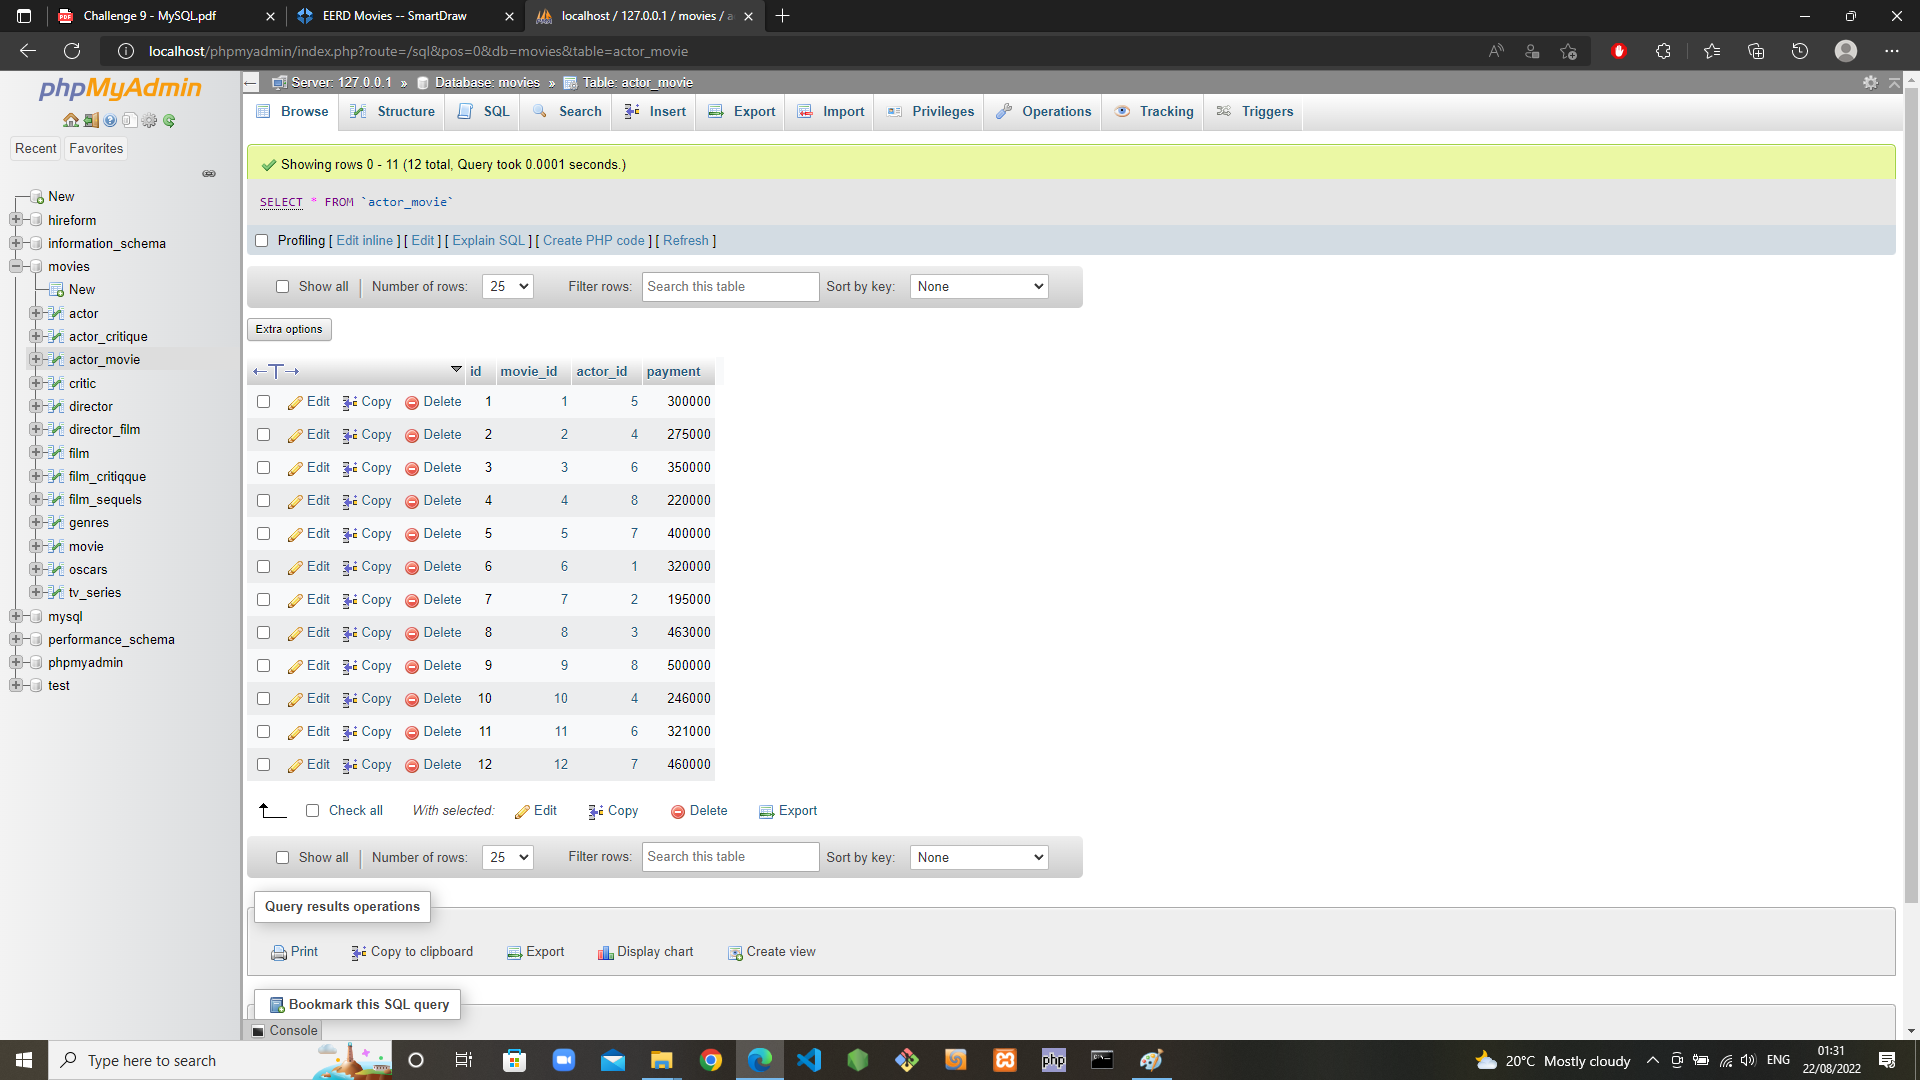 Challenge 9 - MySQL.pdf
EERD Movies -- SmartDraw
localhost / 127.0.0.1 / movies / a
localhost/phpmyadmin/index.php?route=/sql&pos=0&db=movies&table=actor_movie
phpMyAdmin
Recent Favorites
New
hireform
information_schema
movies
New
actor
actor_critique
actor_movie
critic
director
director_film
film
film_critiqque
film_sequels
genres
movie
oscars
tv_series
mysql
performance_schema
phpmyadmin
test
Server: 127.0.0.1 » Database: movies » Table: actor_movie
Browse Structure SQL Search Insert Export Import Privileges Operations Tracking Triggers
Showing rows 0 - 11 (12 total, Query took 0.0001 seconds.)
SELECT * FROM `actor_movie`
Profiling [ Edit inline ] [ Edit ] [ Explain SQL ] [ Create PHP code ] [ Refresh ]
Show all Number of rows: 25 Filter rows: Search this table Sort by key: None
Extra options
←T→ id movie_id actor_id payment
Edit Copy Delete 1 1 5 300000
Edit Copy Delete 2 2 4 275000
Edit Copy Delete 3 3 6 350000
Edit Copy Delete 4 4 8 220000
Edit Copy Delete 5 5 7 400000
Edit Copy Delete 6 6 1 320000
Edit Copy Delete 7 7 2 195000
Edit Copy Delete 8 8 3 463000
Edit Copy Delete 9 9 8 500000
Edit Copy Delete 10 10 4 246000
Edit Copy Delete 11 11 6 321000
Edit Copy Delete 12 12 7 460000
Check all With selected: Edit Copy Delete Export
Show all Number of rows: 25 Filter rows: Search this table Sort by key: None
Query results operations
Print Copy to clipboard Export Display chart Create view
Bookmark this SQL query
Console
Type here to search
php
20°C Mostly cloudy
ENG
01:31
22/08/2022